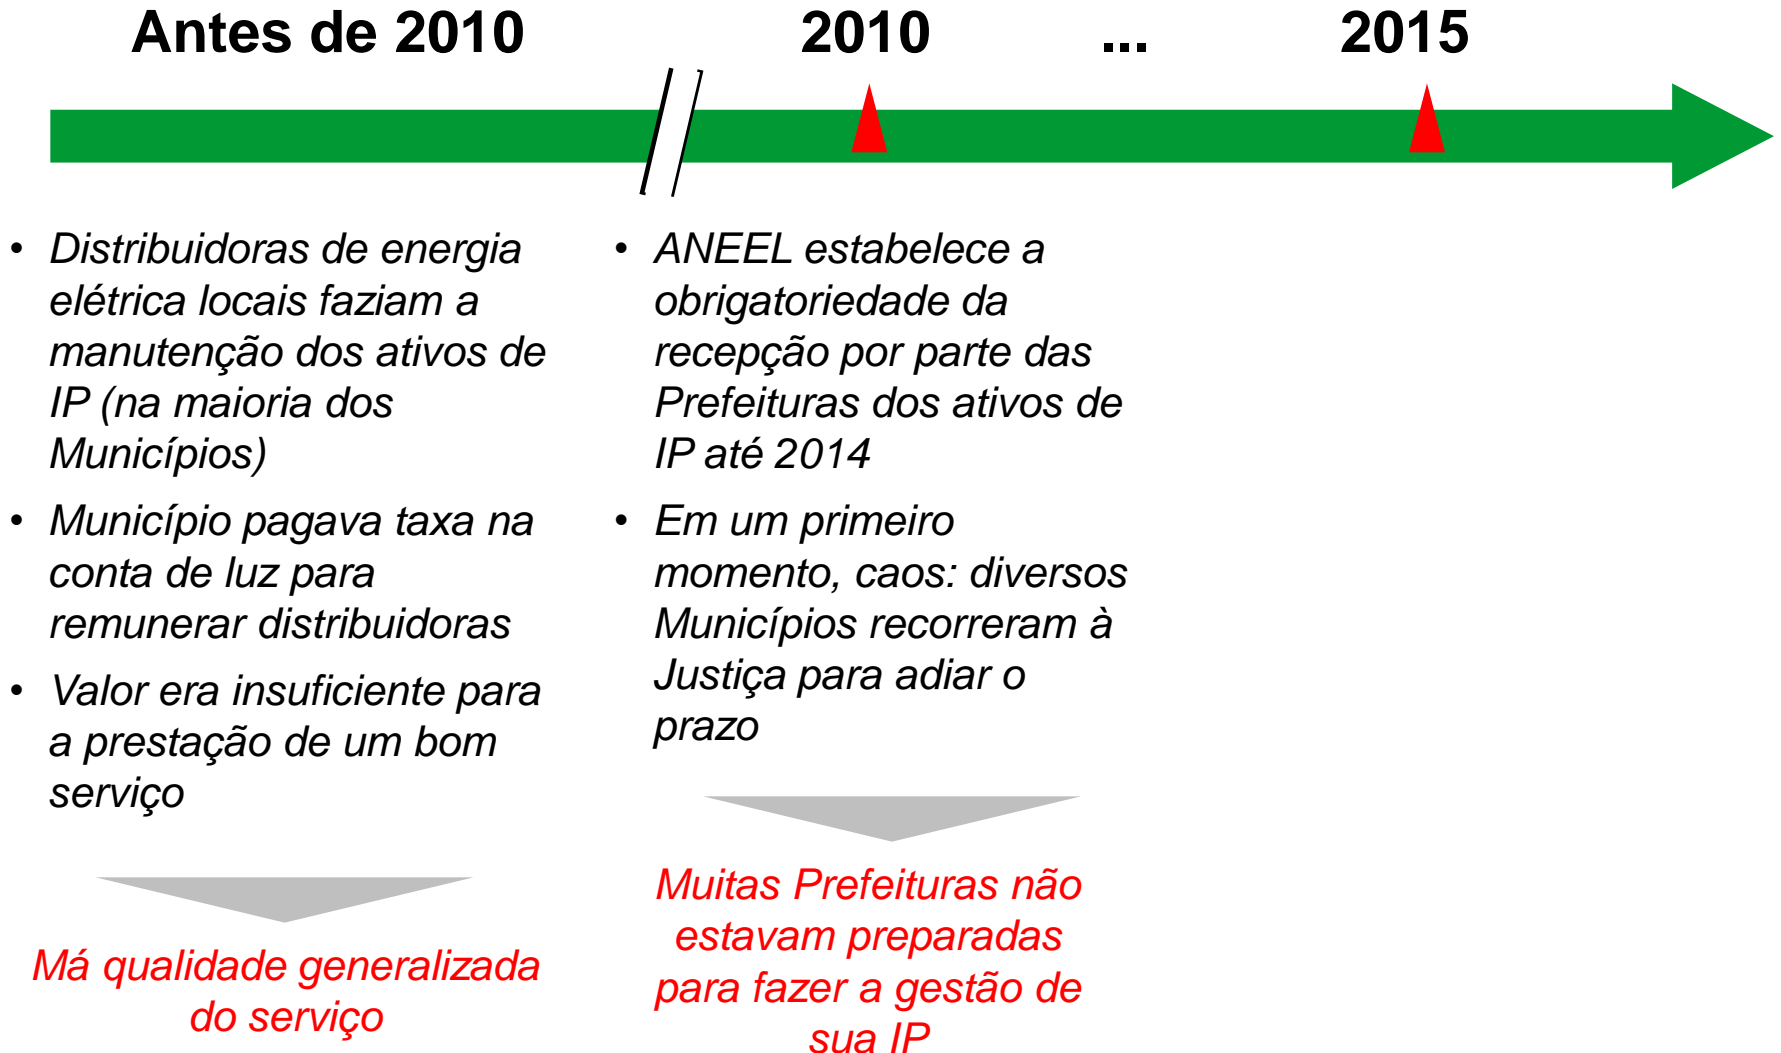 Antes de 2010
2010
...
2015
• Distribuidoras de energia
elétrica locais faziam a
manutenção dos ativos de
IP (na maioria dos
Municípios)
• Município pagava taxa na
conta de luz para
remunerar distribuidoras
• Valor era insuficiente para
a prestação de um bom
serviço
Má qualidade generalizada
do serviço
• ANEEL estabelece a
obrigatoriedade da
recepção por parte das
Prefeituras dos ativos de
IP até 2014
• Em um primeiro
momento, caos: diversos
Municípios recorreram à
Justiça para adiar o
prazo
Muitas Prefeituras não
estavam preparadas
para fazer a gestão de
sua IP